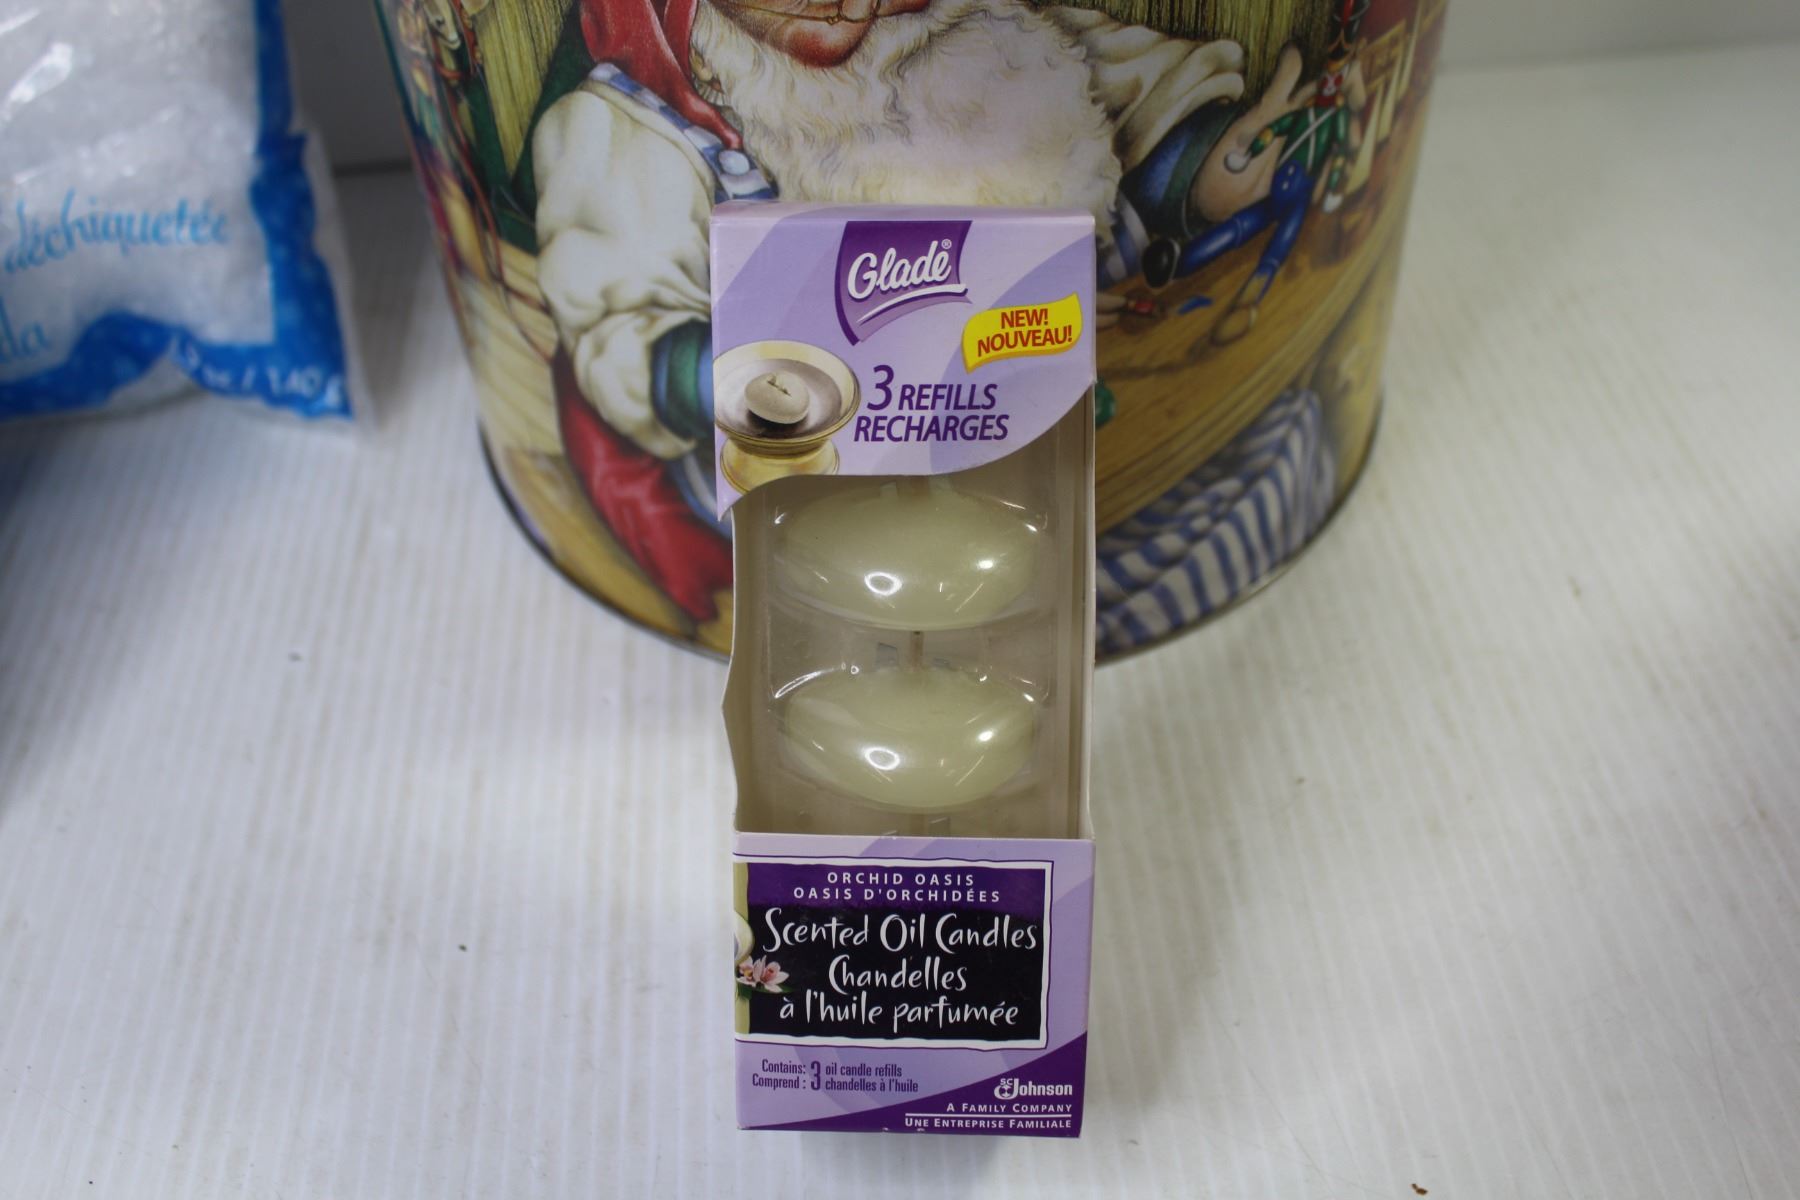 déchiquetée
da
Glade®
NEW!
NOUVEAU!
3 REFILLS
RECHARGES
ORCHID OASIS
OASIS D'ORCHIDÉES
Scented Oil Candles
Chandelles
à l'huile parfumée
Contains: 3 oil candle refills
Comprend : 3 chandelles à l'huile
SC Johnson
A FAMILY COMPANY
UNE ENTREPRISE FAMILIALE